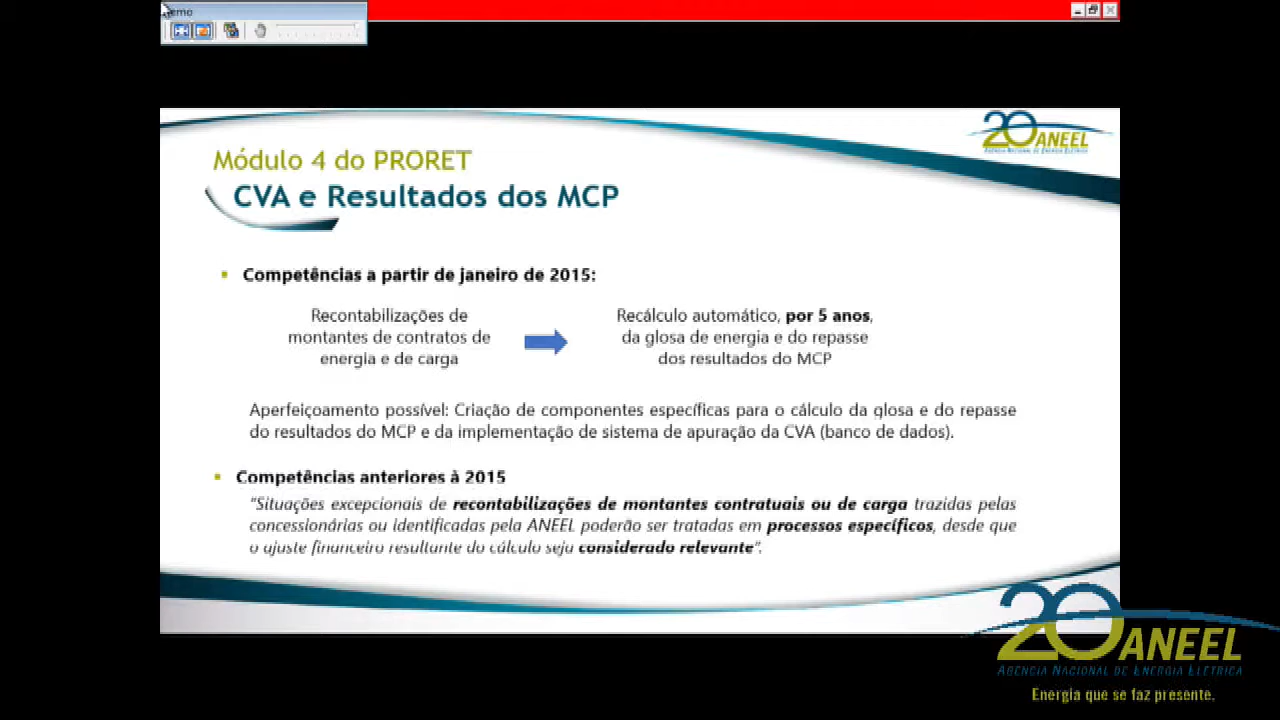 emo
20 ANEEL
AGÊNCIA NACIONAL DE ENERGIA ELÉTRICA
Módulo 4 do PRORET
CVA e Resultados dos MCP
Competências a partir de janeiro de 2015:
Recontabilizações de
montantes de contratos de
energia e de carga
Recálculo automático, por 5 anos,
da glosa de energia e do repasse
dos resultados do MCP
Aperfeiçoamento possível: Criação de componentes específicas para o cálculo da glosa e do repasse
do resultados do MCP e da implementação de sistema de apuração da CVA (banco de dados).
Competências anteriores à 2015
"Situações excepcionais de recontabilizações de montantes contratuais ou de carga trazidas pelas
concessionárias ou identificadas pela ANEEL poderão ser tratadas em processos específicos, desde que
o ajuste financeiro resultante do cálculo seja considerado relevante".
20 ANEEL
AGÊNCIA NACIONAL DE ENERGIA ELÉTRICA
Energia que se faz presente.